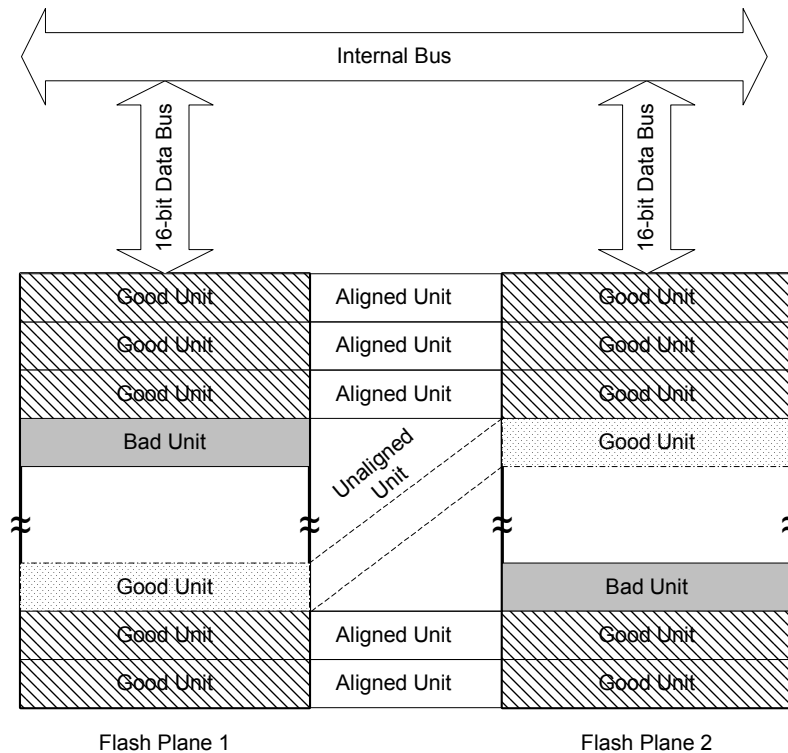 Internal Bus
16-bit Data Bus
16-bit Data Bus
Good Unit
Aligned Unit
Good Unit
Good Unit
Aligned Unit
Good Unit
Good Unit
Aligned Unit
Good Unit
Bad Unit
Unaligned
Unit
Good Unit
Good Unit
Bad Unit
Good Unit
Aligned Unit
Good Unit
Good Unit
Aligned Unit
Good Unit
Flash Plane 1
Flash Plane 2